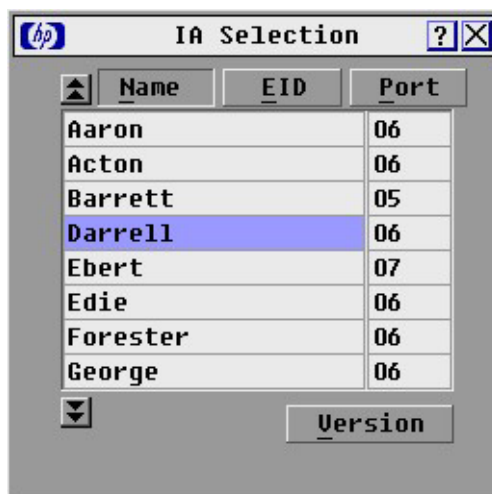 hp IA Selection ? X
Name EID Port
Aaron 06
Acton 06
Barrett 05
Darrell 06
Ebert 07
Edie 06
Forester 06
George 06
Version